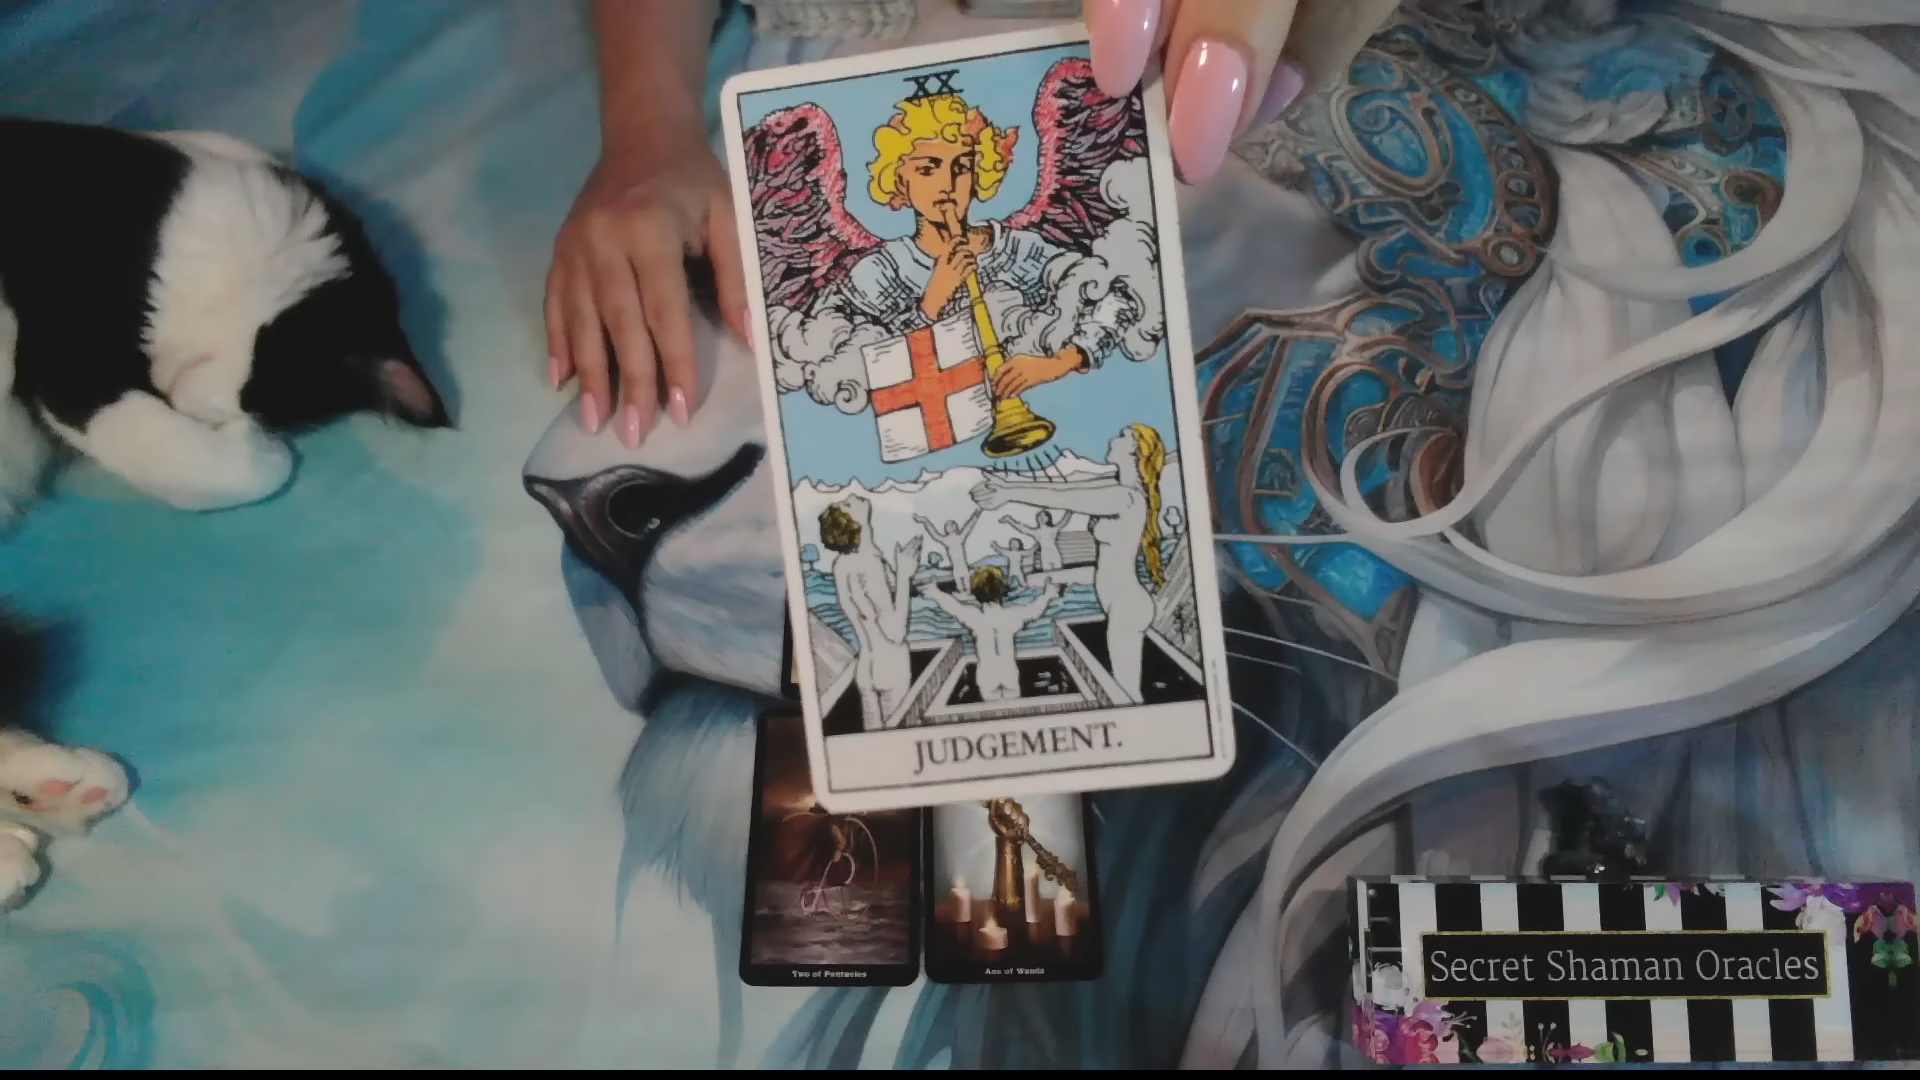 XX
JUDGEMENT.
Two of Pentacles
Ace of Wands
Secret Shaman Oracles